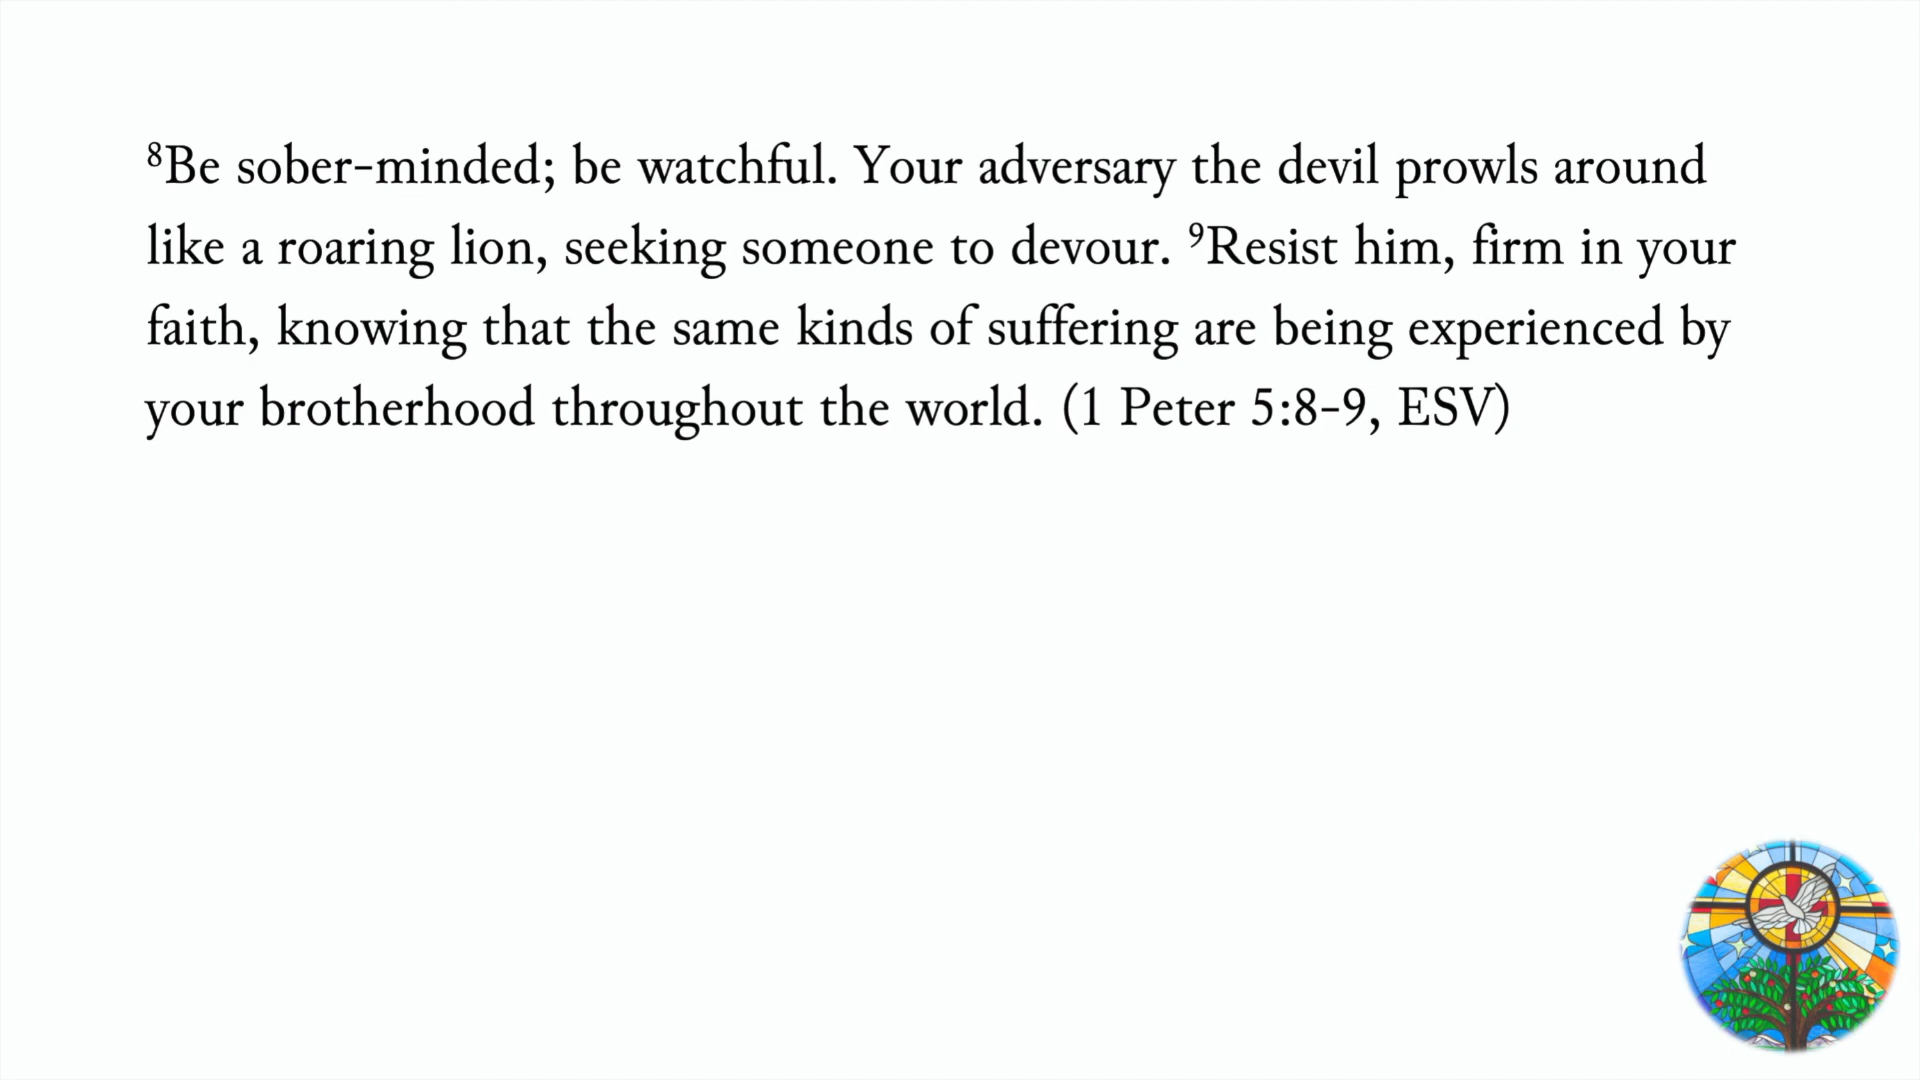 ⁸Be sober-minded; be watchful. Your adversary the devil prowls around
like a roaring lion, seeking someone to devour. ⁹Resist him, firm in your
faith, knowing that the same kinds of suffering are being experienced by
your brotherhood throughout the world. (1 Peter 5:8-9, ESV)